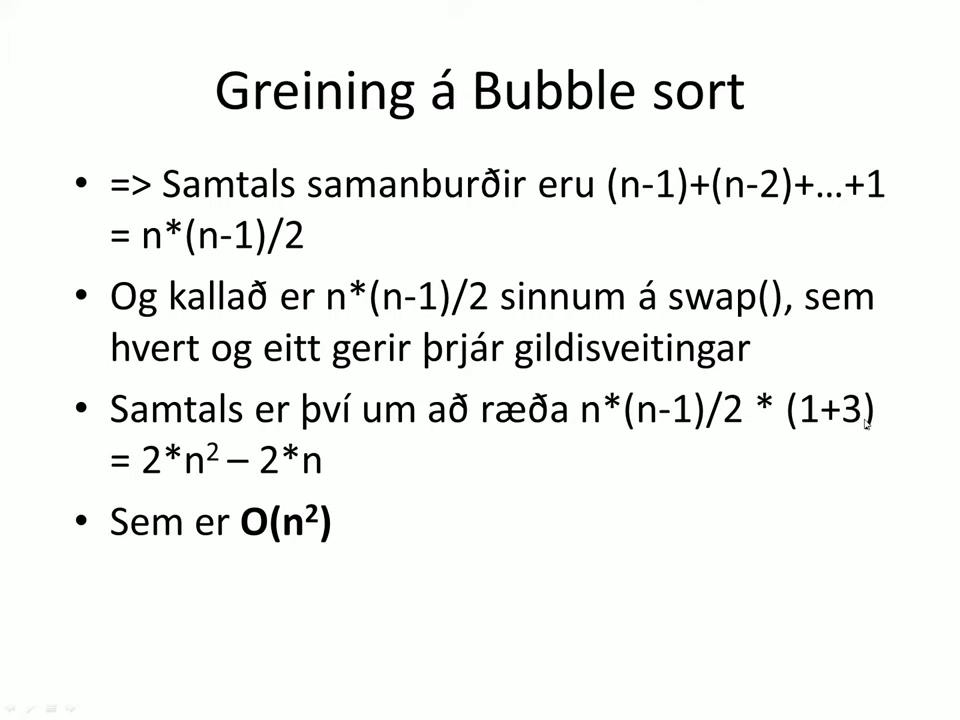 Greining á Bubble sort
• => Samtals samanburðir eru (n-1)+(n-2)+…+1
= n*(n-1)/2
• Og kallað er n*(n-1)/2 sinnum á swap(), sem
hvert og eitt gerir þrjár gildisveitingar
• Samtals er því um að ræða n*(n-1)/2 * (1+3)
= 2*n² – 2*n
• Sem er O(n²)